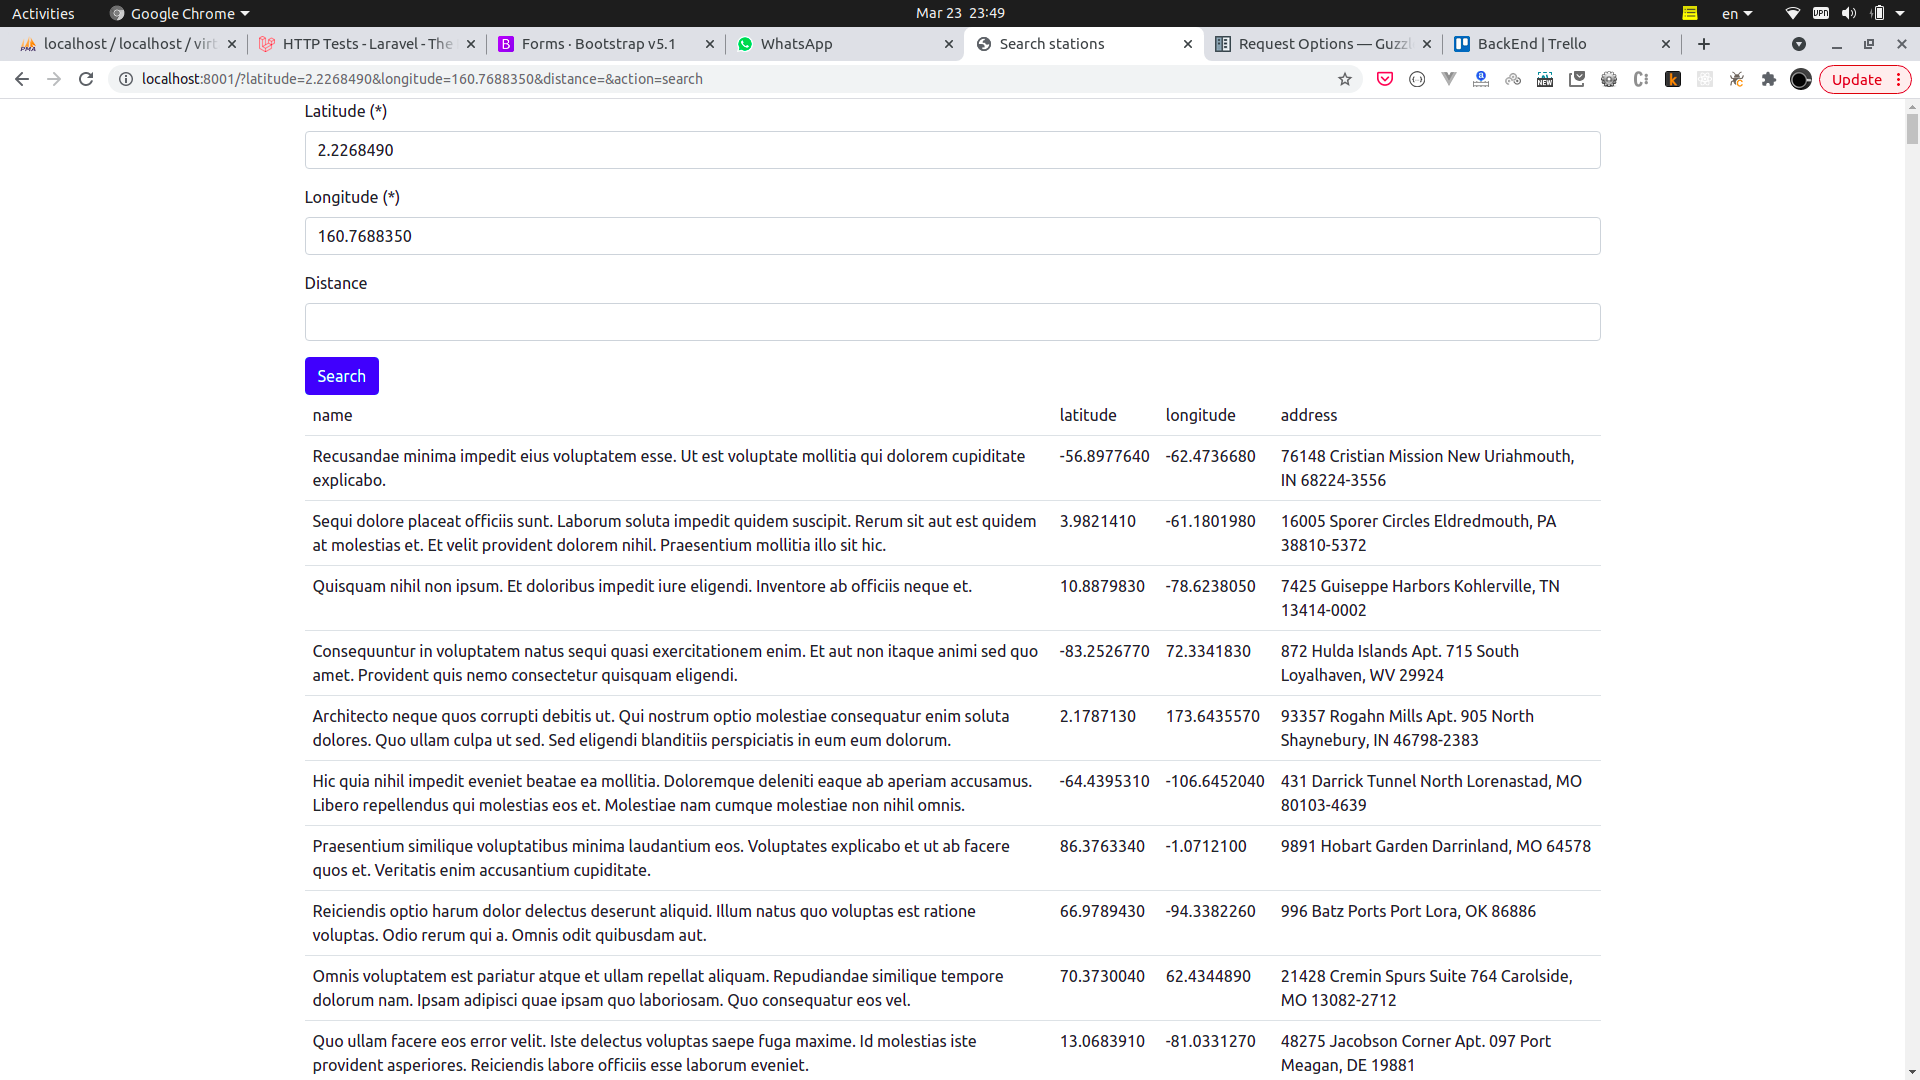 Activities
Google Chrome
Mar 23 23:49
en
VPN
localhost / localhost / virt
HTTP Tests - Laravel - The
Forms · Bootstrap v5.1
WhatsApp
Search stations
Request Options — Guzzl
BackEnd | Trello
localhost:8001/?latitude=2.2268490&longitude=160.7688350&distance=&action=search
NEW
Update
Latitude (*)
2.2268490
Longitude (*)
160.7688350
Distance
Search
name latitude longitude address
Recusandae minima impedit eius voluptatem esse. Ut est voluptate mollitia qui dolorem cupiditate -56.8977640 -62.4736680 76148 Cristian Mission New Uriahmouth,
explicabo. IN 68224-3556
Sequi dolore placeat officiis sunt. Laborum soluta impedit quidem suscipit. Rerum sit aut est quidem 3.9821410 -61.1801980 16005 Sporer Circles Eldredmouth, PA
at molestias et. Et velit provident dolorem nihil. Praesentium mollitia illo sit hic. 38810-5372
Quisquam nihil non ipsum. Et doloribus impedit iure eligendi. Inventore ab officiis neque et. 10.8879830 -78.6238050 7425 Guiseppe Harbors Kohlerville, TN
13414-0002
Consequuntur in voluptatem natus sequi quasi exercitationem enim. Et aut non itaque animi sed quo -83.2526770 72.3341830 872 Hulda Islands Apt. 715 South
amet. Provident quis nemo consectetur quisquam eligendi. Loyalhaven, WV 29924
Architecto neque quos corrupti debitis ut. Qui nostrum optio molestiae consequatur enim soluta 2.1787130 173.6435570 93357 Rogahn Mills Apt. 905 North
dolores. Quo ullam culpa ut sed. Sed eligendi blanditiis perspiciatis in eum eum dolorum. Shaynebury, IN 46798-2383
Hic quia nihil impedit eveniet beatae ea mollitia. Doloremque deleniti eaque ab aperiam accusamus. -64.4395310 -106.6452040 431 Darrick Tunnel North Lorenastad, MO
Libero repellendus qui molestias eos et. Molestiae nam cumque molestiae non nihil omnis. 80103-4639
Praesentium similique voluptatibus minima laudantium eos. Voluptates explicabo et ut ab facere 86.3763340 -1.0712100 9891 Hobart Garden Darrinland, MO 64578
quos et. Veritatis enim accusantium cupiditate.
Reiciendis optio harum dolor delectus deserunt aliquid. Illum natus quo voluptas est ratione 66.9789430 -94.3382260 996 Batz Ports Port Lora, OK 86886
voluptas. Odio rerum qui a. Omnis odit quibusdam aut.
Omnis voluptatem est pariatur atque et ullam repellat aliquam. Repudiandae similique tempore 70.3730040 62.4344890 21428 Cremin Spurs Suite 764 Carolside,
dolorum nam. Ipsam adipisci quae ipsam quo laboriosam. Quo consequatur eos vel. MO 13082-2712
Quo ullam facere eos error velit. Iste delectus voluptas saepe fuga maxime. Id molestias iste 13.0683910 -81.0331270 48275 Jacobson Corner Apt. 097 Port
provident asperiores. Reiciendis labore officiis esse laborum eveniet. Meagan, DE 19881